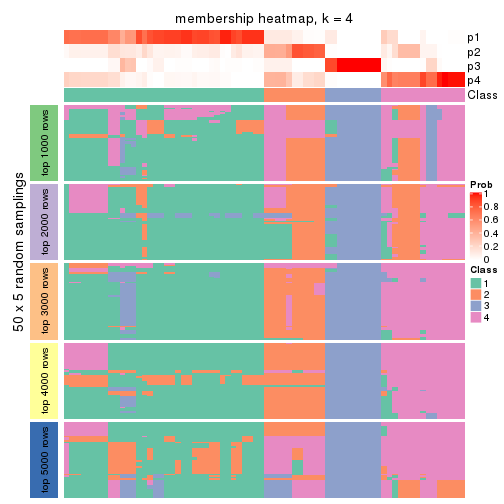 membership heatmap, k = 4
p1
p2
p3
p4
Class
50 x 5 random samplings
top 1000 rows
top 2000 rows
top 3000 rows
top 4000 rows
top 5000 rows
Prob
1
0.8
0.6
0.4
0.2
0
Class
1
2
3
4